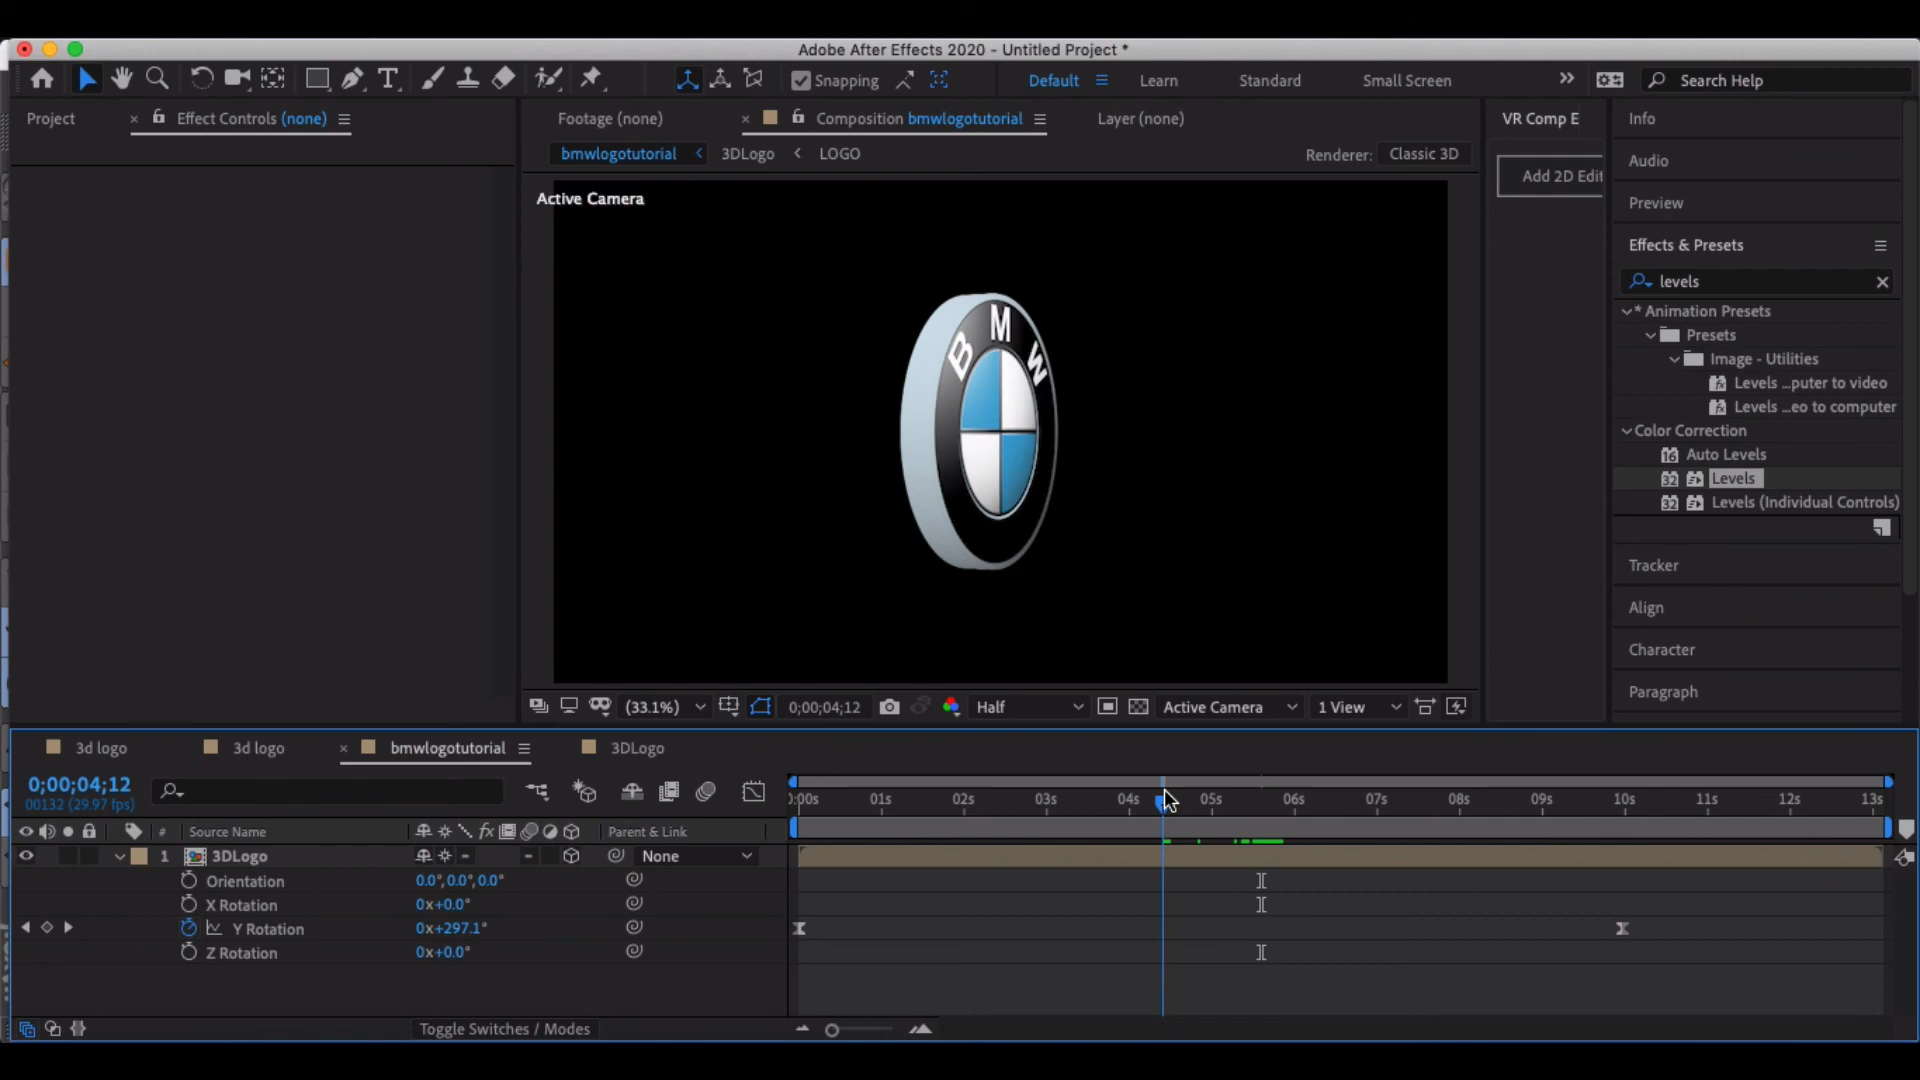 Adobe After Effects 2020 - Untitled Project *
Snapping
Default
Learn
Standard
Small Screen
Search Help
Project
Effect Controls (none)
Footage (none)
Composition bmwlogotutorial
Layer (none)
VR Comp E
Info
bmwlogotutorial
3DLogo
LOGO
Renderer:
Classic 3D
Audio
Add 2D Edit
Active Camera
Preview
Effects & Presets
levels
* Animation Presets
Presets
Image - Utilities
Levels ...puter to video
Levels ...eo to computer
Color Correction
16 Auto Levels
32 Levels
32 Levels (Individual Controls)
B M W
Tracker
Align
Character
Paragraph
(33.1%)
0;00;04;12
Half
Active Camera
1 View
3d logo
3d logo
bmwlogotutorial
3DLogo
0;00;04;12
00132 (29.97 fps)
0:00s
01s
02s
03s
04s
05s
06s
07s
08s
09s
10s
11s
12s
13s
#
Source Name
fx
Parent & Link
1
3DLogo
None
Orientation
0.0°,0.0°,0.0°
X Rotation
0x+0.0°
Y Rotation
0x+297.1°
Z Rotation
0x+0.0°
Toggle Switches / Modes